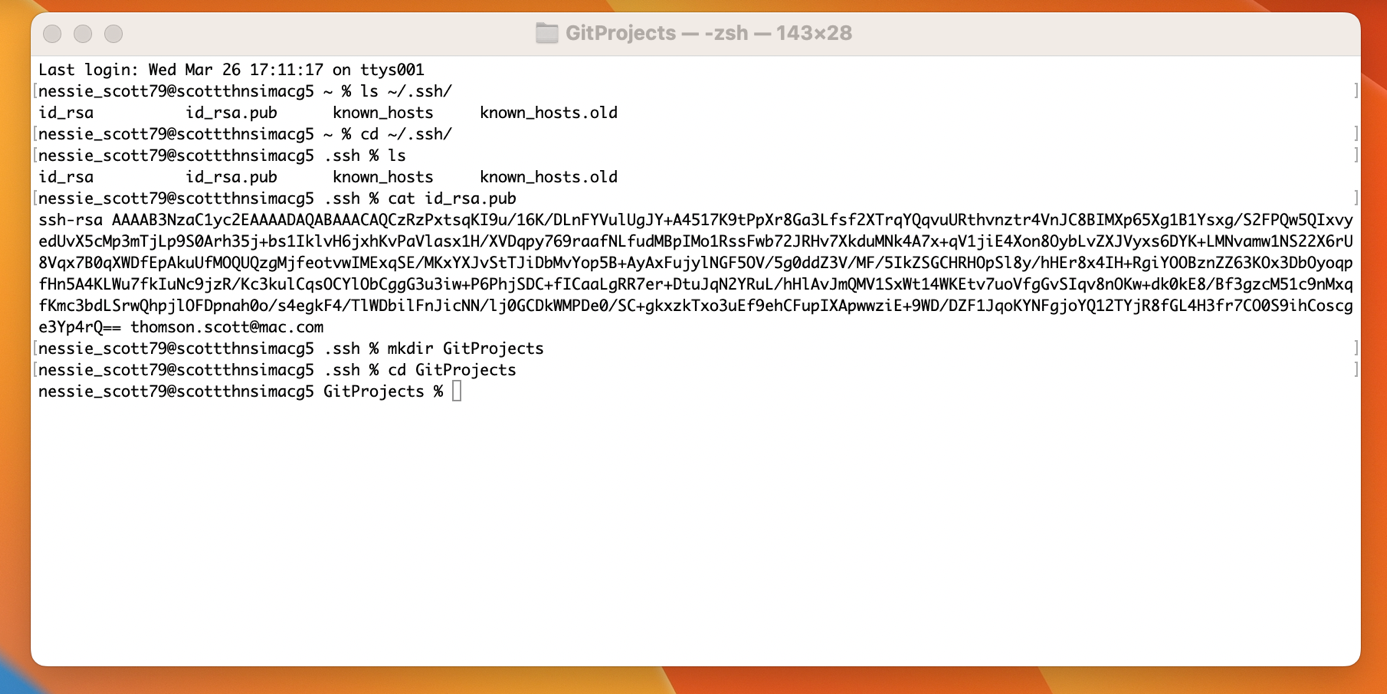 GitProjects — -zsh — 143×28
Last login: Wed Mar 26 17:11:17 on ttys001
[nessie_scott79@scottthnsimacg5 ~ % ls ~/.ssh/ ]
id_rsa id_rsa.pub known_hosts known_hosts.old
[nessie_scott79@scottthnsimacg5 ~ % cd ~/.ssh/ ]
[nessie_scott79@scottthnsimacg5 .ssh % ls ]
id_rsa id_rsa.pub known_hosts known_hosts.old
[nessie_scott79@scottthnsimacg5 .ssh % cat id_rsa.pub ]
ssh-rsa AAAAB3NzaC1yc2EAAAADAQABAAACAQCzRzPxtsqKI9u/16K/DLnFYVulUgJY+A4517K9tPpXr8Ga3Lfsf2XTrqYQqvuURthvnztr4VnJC8BIMXp65Xg1B1Ysxg/S2FPQw5QIxvy
edUvX5cMp3mTjLp9S0Arh35j+bs1IklvH6jxhKvPaVlasx1H/XVDqpy769raafNLfudMBpIMo1RssFwb72JRHv7XkduMNk4A7x+qV1jiE4Xon8OybLvZXJVyxs6DYK+LMNvamw1NS22X6rU
8Vqx7B0qXWDfEpAkuUfMOQUQzgMjfeotvwIMExqSE/MKxYXJvStTJiDbMvYop5B+AyAxFujylNGF5OV/5g0ddZ3V/MF/5IkZSGCHRHOpSl8y/hHEr8x4IH+RgiYOOBznZZ63KOx3DbOyoqp
fHn5A4KLWu7fkIuNc9jzR/Kc3kulCqsOCYlObCggG3u3iw+P6PhjSDC+fICaaLgRR7er+DtuJqN2YRuL/hHlAvJmQMV1SxWt14WKEtv7uoVfgGvSIqv8nOKw+dk0kE8/Bf3gzcM51c9nMxq
fKmc3bdLSrwQhpjlOFDpnah0o/s4egkF4/TlWDbilFnJicNN/lj0GCDkWMPDe0/SC+gkxzkTxo3uEf9ehCFupIXApwwziE+9WD/DZF1JqoKYNFgjoYQ12TYjR8fGL4H3fr7CO0S9ihCoscg
e3Yp4rQ== thomson.scott@mac.com
[nessie_scott79@scottthnsimacg5 .ssh % mkdir GitProjects ]
[nessie_scott79@scottthnsimacg5 .ssh % cd GitProjects ]
nessie_scott79@scottthnsimacg5 GitProjects %